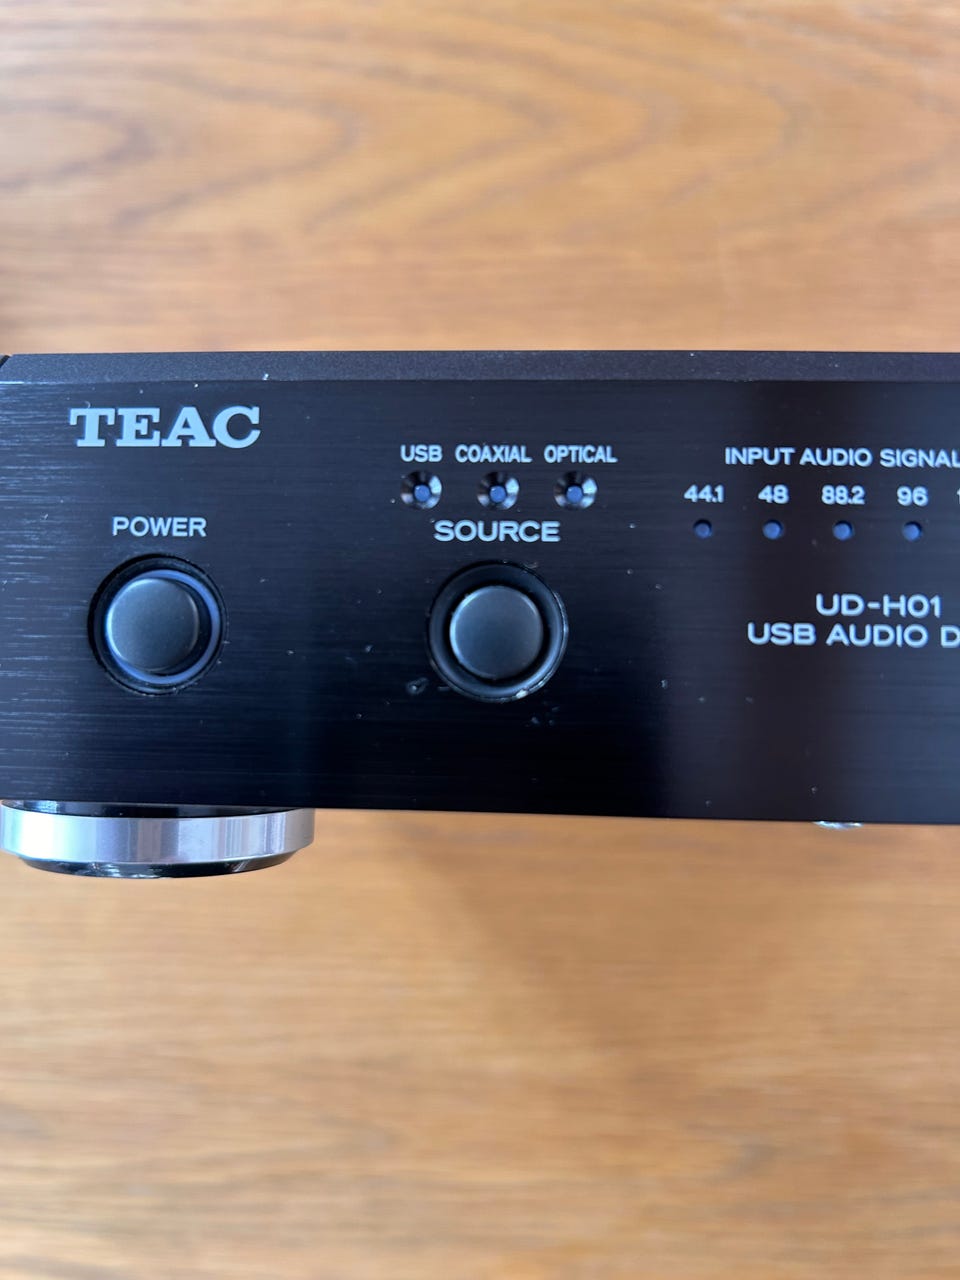 TEAC
USB COAXIAL OPTICAL
INPUT AUDIO SIGNAL
44.1 48 88.2 96
POWER
SOURCE
UD-H01
USB AUDIO D